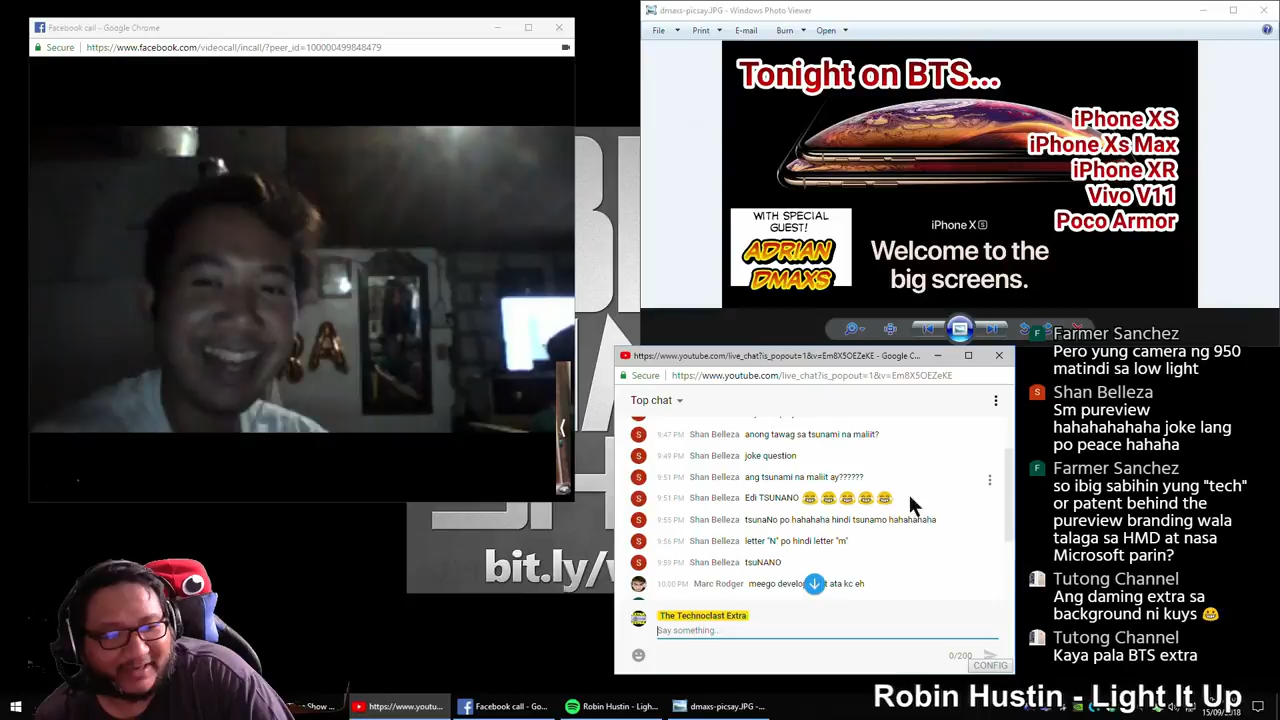 Facebook call - Google Chrome
Secure
https://www.facebook.com/videocall/incall/?peer_id=100000499848479
dmaxs-picsay.JPG - Windows Photo Viewer
File
Print
E-mail
Burn
Open
Tonight on BTS...
iPhone XS
iPhone Xs Max
iPhone XR
Vivo V11
Poco Armor
WITH SPECIAL
GUEST!
ADRIAN
DMAXS
iPhone XS
Welcome to the
big screens.
bit.ly/
https://www.youtube.com/live_chat?is_popout=1&v=Em8X5OEZeKE - Google C...
Secure
https://www.youtube.com/live_chat?is_popout=1&v=Em8X5OEZeKE
Top chat
9:47 PM Shan Belleza anong tawag sa tsunami na maliit?
9:49 PM Shan Belleza joke question
9:51 PM Shan Belleza ang tsunami na maliit ay??????
9:51 PM Shan Belleza Edi TSUNANO 😂 😂 😂 😂 😂
9:55 PM Shan Belleza tsunaNo po hahahaha hindi tsunamo hahahahaha
9:56 PM Shan Belleza letter "N" po hindi letter "m"
9:59 PM Shan Belleza tsuNANO
10:00 PM Marc Rodger meego ata kc eh
The Technoclast Extra
Say something...
0/200
CONFIG
Farmer Sanchez
Pero yung camera ng 950
matindi sa low light
Shan Belleza
Sm pureview
hahahahahaha joke lang
po peace hahaha
Farmer Sanchez
so ibig sabihin yung "tech"
or patent behind the
pureview branding wala
talaga sa HMD at nasa
Microsoft parin?
Tutong Channel
Ang daming extra sa
background ni kuys 😁
Tutong Channel
Kaya pala BTS extra
Robin Hustin - Light It Up
Show ...
https://www.youtu...
Facebook call - Go...
Robin Hustin - Light...
dmaxs-picsay.JPG -...
15/09/2018